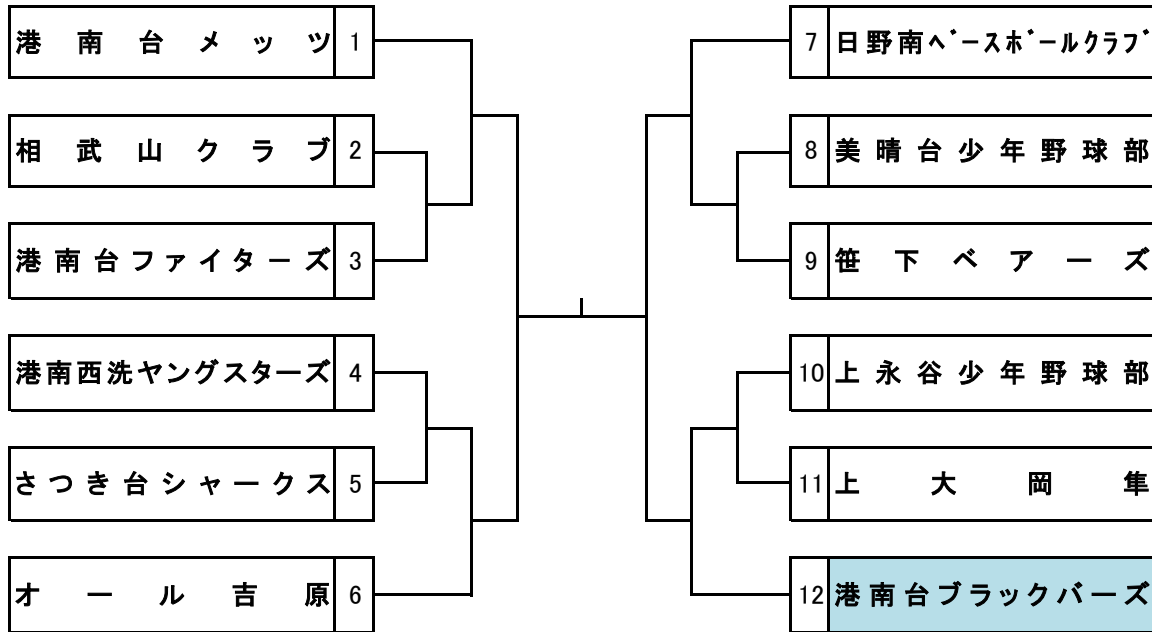 港南台メッツ 1
相武山クラブ 2
港南台ファイターズ 3
港南西洗ヤングスターズ 4
さつき台シャークス 5
オール吉原 6
7 日野南ﾍﾞｰｽﾎﾞｰﾙｸﾗﾌﾞ
8 美晴台少年野球部
9 笹下ベアーズ
10 上永谷少年野球部
11 上大岡隼
12 港南台ブラックバーズ